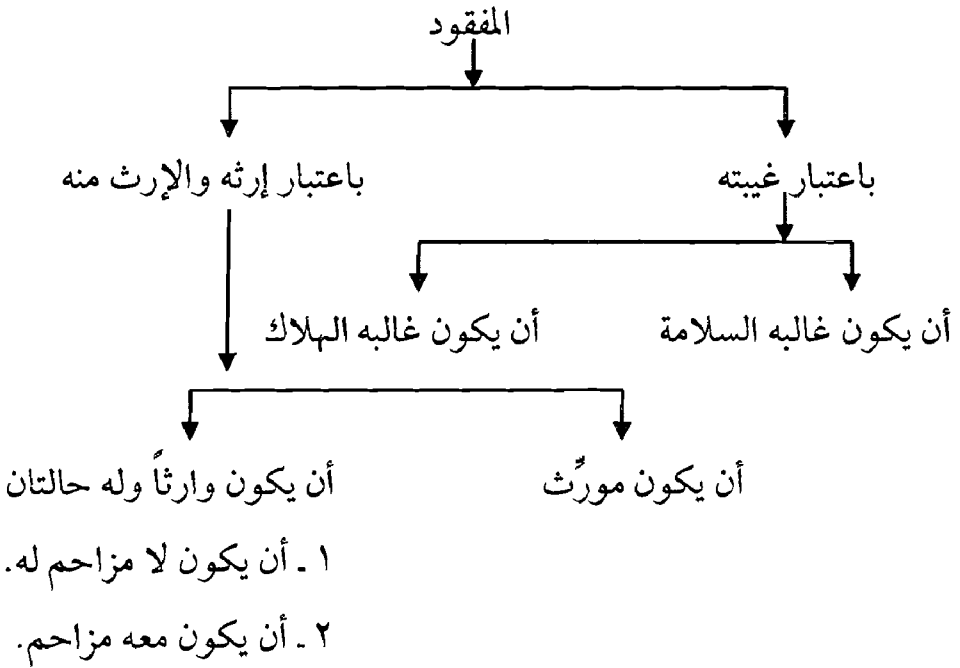 المفقود
باعتبار غيبته
باعتبار إرثه والإرث منه
أن يكون غالبه السلامة
أن يكون غالبه الهلاك
أن يكون مورِّث
أن يكون وارثاً وله حالتان
١ ـ أن يكون لا مزاحم له.
٢ ـ أن يكون معه مزاحم.